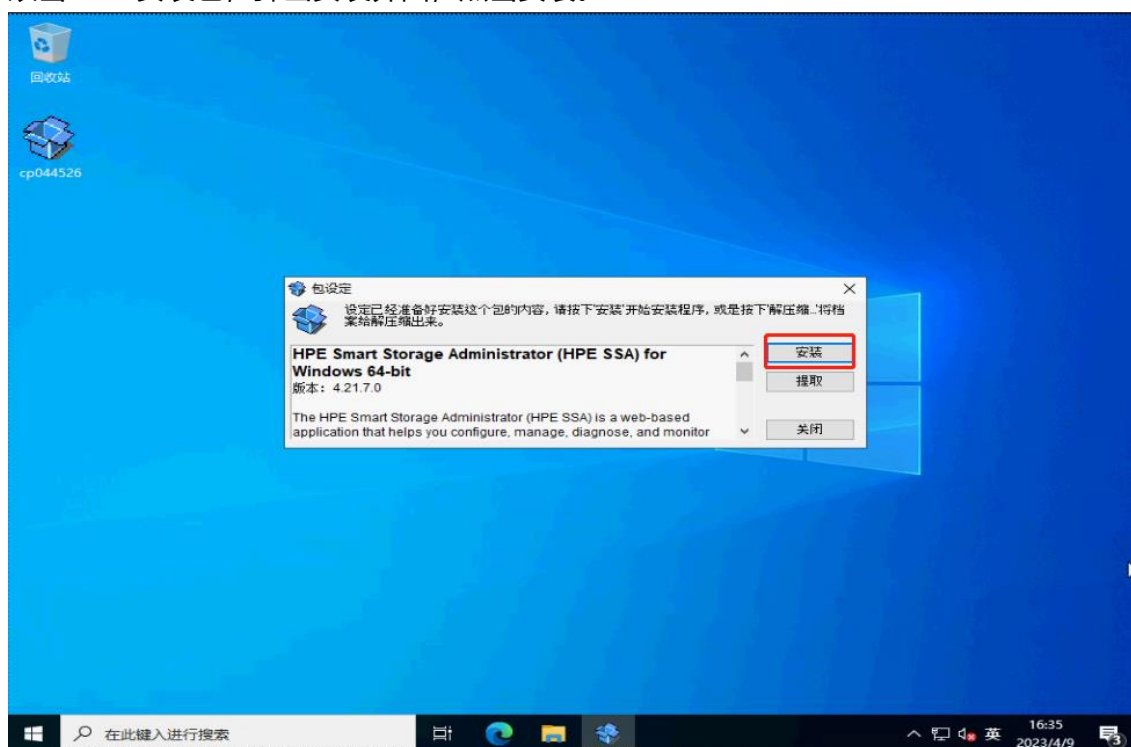 回收站
cp044526
包设定
设定已经准备好安装这个包的内容, 请按下'安装'开始安装程序, 或是按下'解压缩...'将档
案给解压缩出来。
HPE Smart Storage Administrator (HPE SSA) for
Windows 64-bit
版本: 4.21.7.0
The HPE Smart Storage Administrator (HPE SSA) is a web-based
application that helps you configure, manage, diagnose, and monitor
安装
提取
关闭
在此键入进行搜索
英
16:35
2023/4/9
3